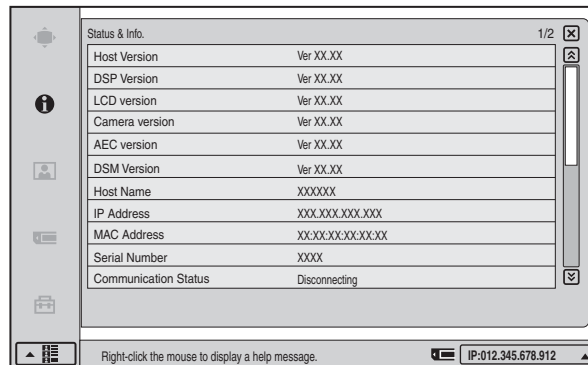 Status & Info. 1/2
Host Version Ver XX.XX
DSP Version Ver XX.XX
LCD version Ver XX.XX
Camera version Ver XX.XX
AEC version Ver XX.XX
DSM Version Ver XX.XX
Host Name XXXXXX
IP Address XXX.XXX.XXX.XXX
MAC Address XX:XX:XX:XX:XX:XX
Serial Number XXXX
Communication Status Disconnecting
Right-click the mouse to display a help message. IP:012.345.678.912